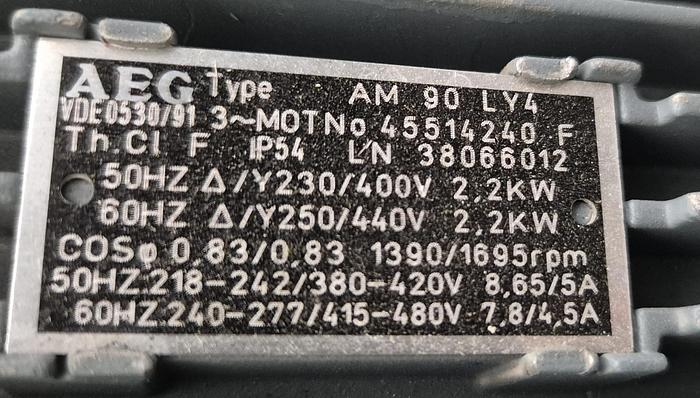 AEG Type AM 90 LY4
VDE0530/91 3~MOTNo 45514240 F
Th.Cl F IP54 L'N 38066012
50HZ Δ/Y230/400V 2,2KW
60HZ Δ/Y250/440V 2,2KW
COSφ 0,83/0,83 1390/1695rpm
50HZ:218-242/380-420V 8,65/5A
60HZ:240-277/415-480V 7,8/4,5A